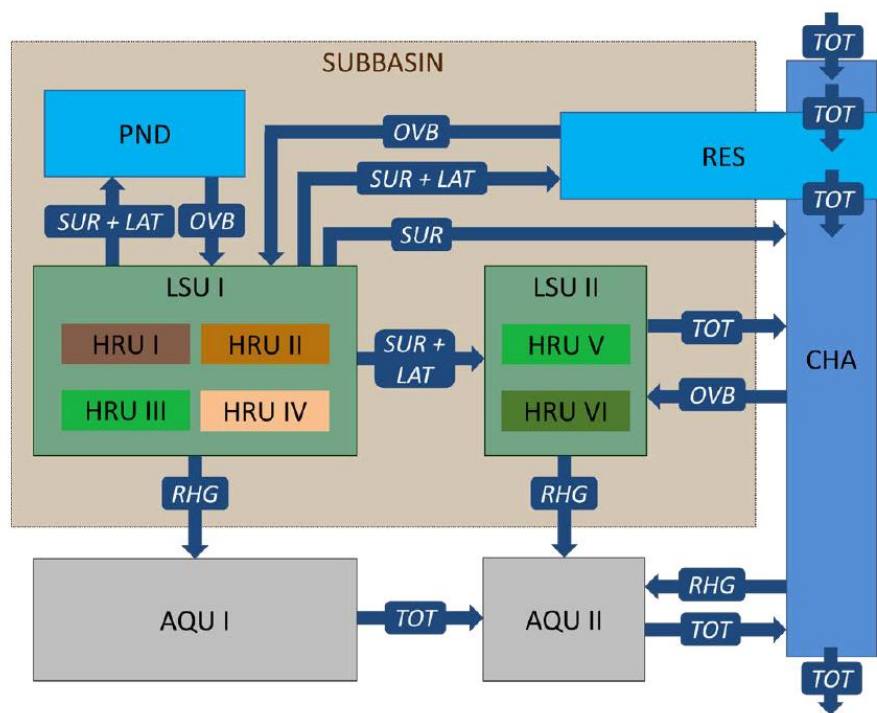 TOT
SUBBASIN
TOT
PND
OVB
RES
SUR + LAT
SUR + LAT
OVB
TOT
SUR
LSU I
LSU II
HRU I
HRU II
SUR +
LAT
HRU V
TOT
CHA
HRU III
HRU IV
HRU VI
OVB
RHG
RHG
RHG
AQU I
TOT
AQU II
TOT
TOT